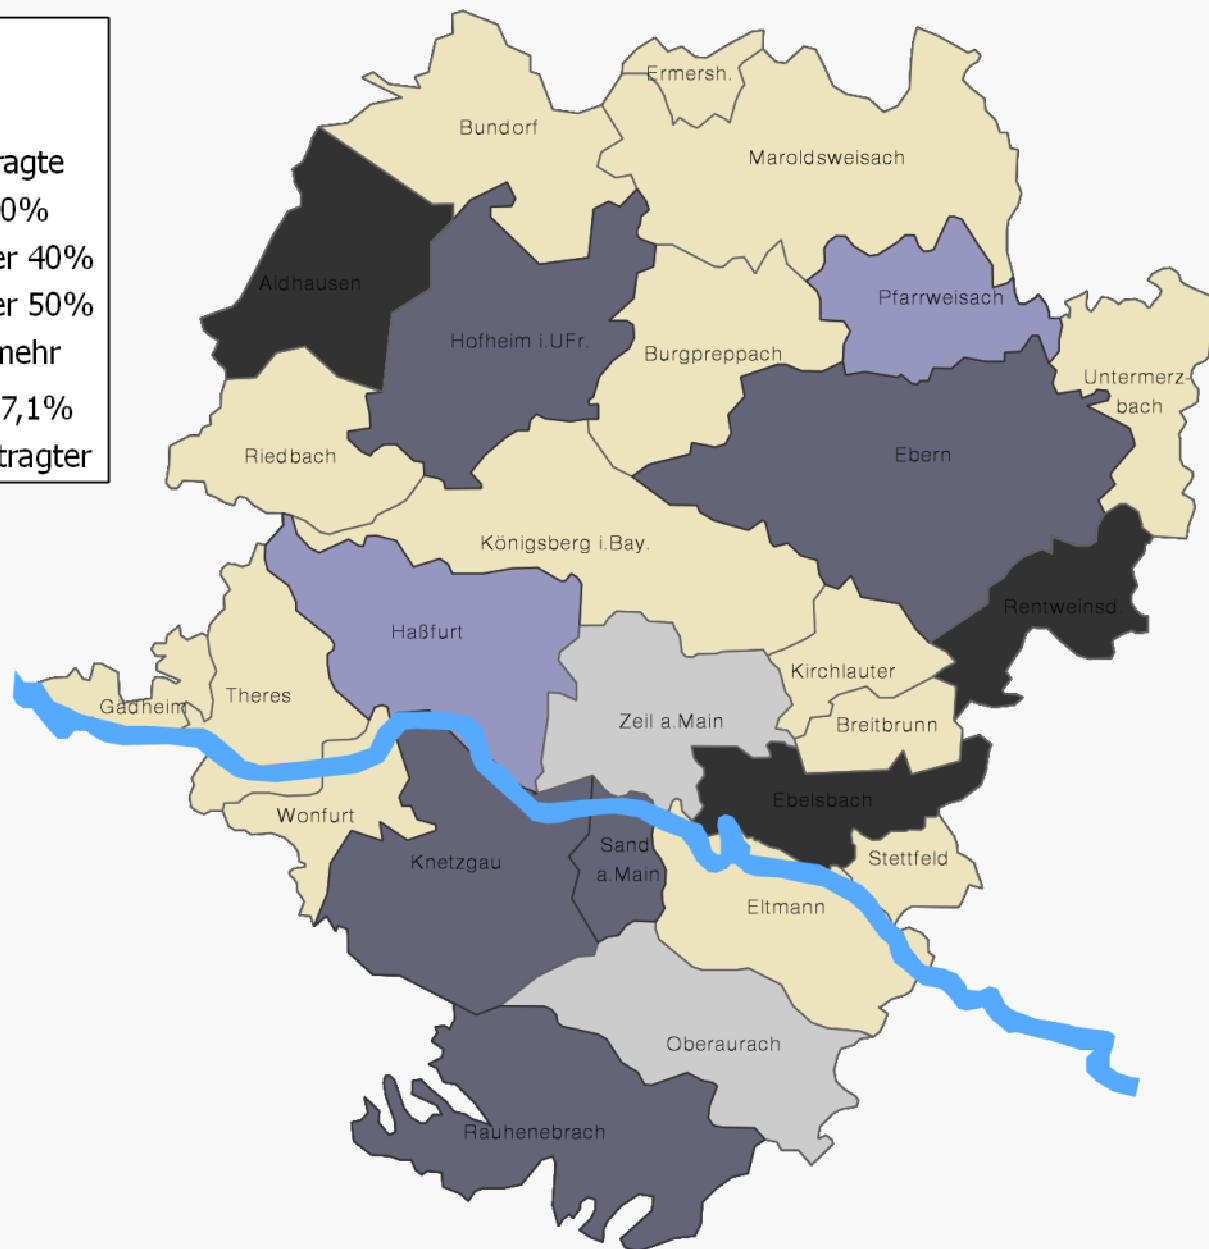 ragte
0%
er 40%
er 50%
mehr
7,1%
tragter
Ermersh.
Bundorf
Maroldsweisach
Aidhausen
Pfarrweisach
Hofheim i.UFr.
Burgpreppach
Untermerz-
bach
Riedbach
Ebern
Königsberg i.Bay.
Rentweinsd.
Haßfurt
Kirchlauter
Theres
Gädheim
Zeil a.Main
Breitbrunn
Ebelsbach
Wonfurt
Sand
a.Main
Knetzgau
Stettfeld
Eltmann
Oberaurach
Rauhenebrach